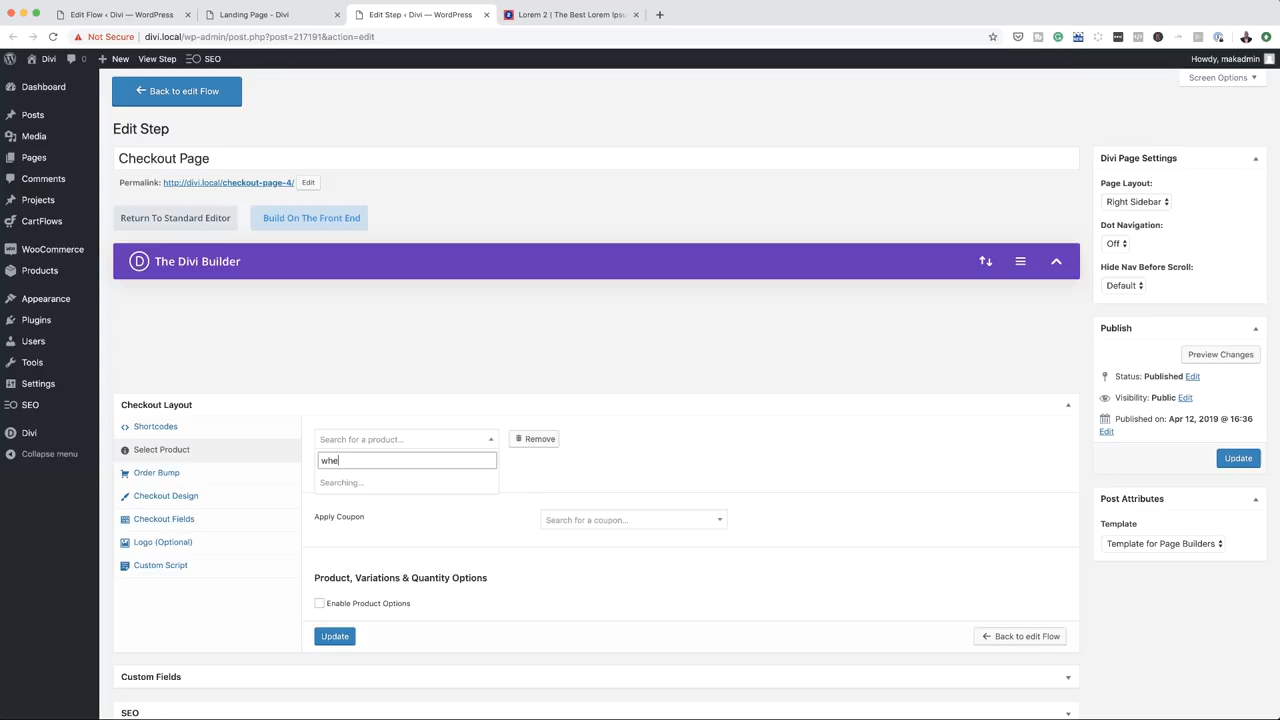 Edit Flow ‹ Divi — WordPress
Landing Page - Divi
Edit Step ‹ Divi — WordPress
Lorem 2 | The Best Lorem Ipsu
Not Secure
divi.local/wp-admin/post.php?post=217191&action=edit
Divi
0
New
View Step
SEO
Howdy, makadmin
Dashboard
Posts
Media
Pages
Comments
Projects
CartFlows
WooCommerce
Products
Appearance
Plugins
Users
Tools
Settings
SEO
Divi
Collapse menu
Screen Options
Back to edit Flow
Edit Step
Checkout Page
Permalink: http://divi.local/checkout-page-4/ Edit
Return To Standard Editor
Build On The Front End
D The Divi Builder
Checkout Layout
Shortcodes
Select Product
Order Bump
Checkout Design
Checkout Fields
Logo (Optional)
Custom Script
Search for a product...
Remove
whe
Searching...
Apply Coupon
Search for a coupon...
Product, Variations & Quantity Options
Enable Product Options
Update
Back to edit Flow
Custom Fields
SEO
Divi Page Settings
Page Layout:
Right Sidebar
Dot Navigation:
Off
Hide Nav Before Scroll:
Default
Publish
Preview Changes
Status: Published Edit
Visibility: Public Edit
Published on: Apr 12, 2019 @ 16:36
Edit
Update
Post Attributes
Template
Template for Page Builders